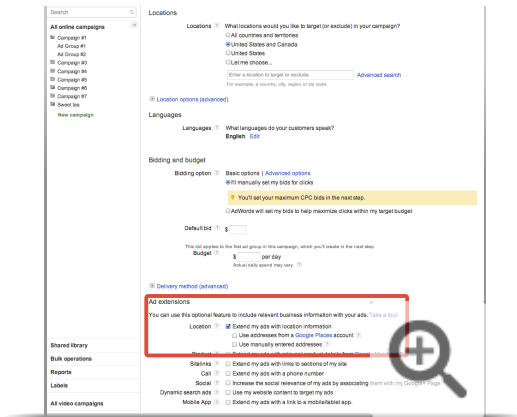 Search
All online campaigns
Campaign #1
Ad Group #1
Ad Group #2
Campaign #3
Campaign #4
Campaign #5
Campaign #6
Campaign #7
Sweet tea
New campaign
Shared library
Bulk operations
Reports
Labels
All video campaigns
Locations
Locations ? What locations would you like to target (or exclude) in your campaign?
All countries and territories
United States and Canada
United States
Let me choose...
Enter a location to target or exclude. Advanced search
For example, a country, city, region or zip code.
Location options (advanced)
Languages
Languages ? What languages do your customers speak?
English Edit
Bidding and budget
Bidding option ? Basic options | Advanced options
I'll manually set my bids for clicks
You'll set your maximum CPC bids in the next step.
AdWords will set my bids to help maximize clicks within my target budget
Default bid ? $
This bid applies to the first ad group in this campaign, which you'll create in the next step.
Budget ? $ per day
Actual daily spend may vary. ?
Delivery method (advanced)
Ad extensions
You can use this optional feature to include relevant business information with your ads. Take a tour.
Location ? Extend my ads with location information
Use addresses from a Google Places account ?
Use manually entered addresses ?
Product ? Extend my ads with relevant product details from
Sitelinks ? Extend my ads with links to sections of my site
Call ? Extend my ads with a phone number
Social ? Increase the social relevance of my ads by associating them with my Google+ Page
Dynamic search ads ? Use my website content to target my ads
Mobile App ? Extend my ads with a link to a mobile/tablet app.